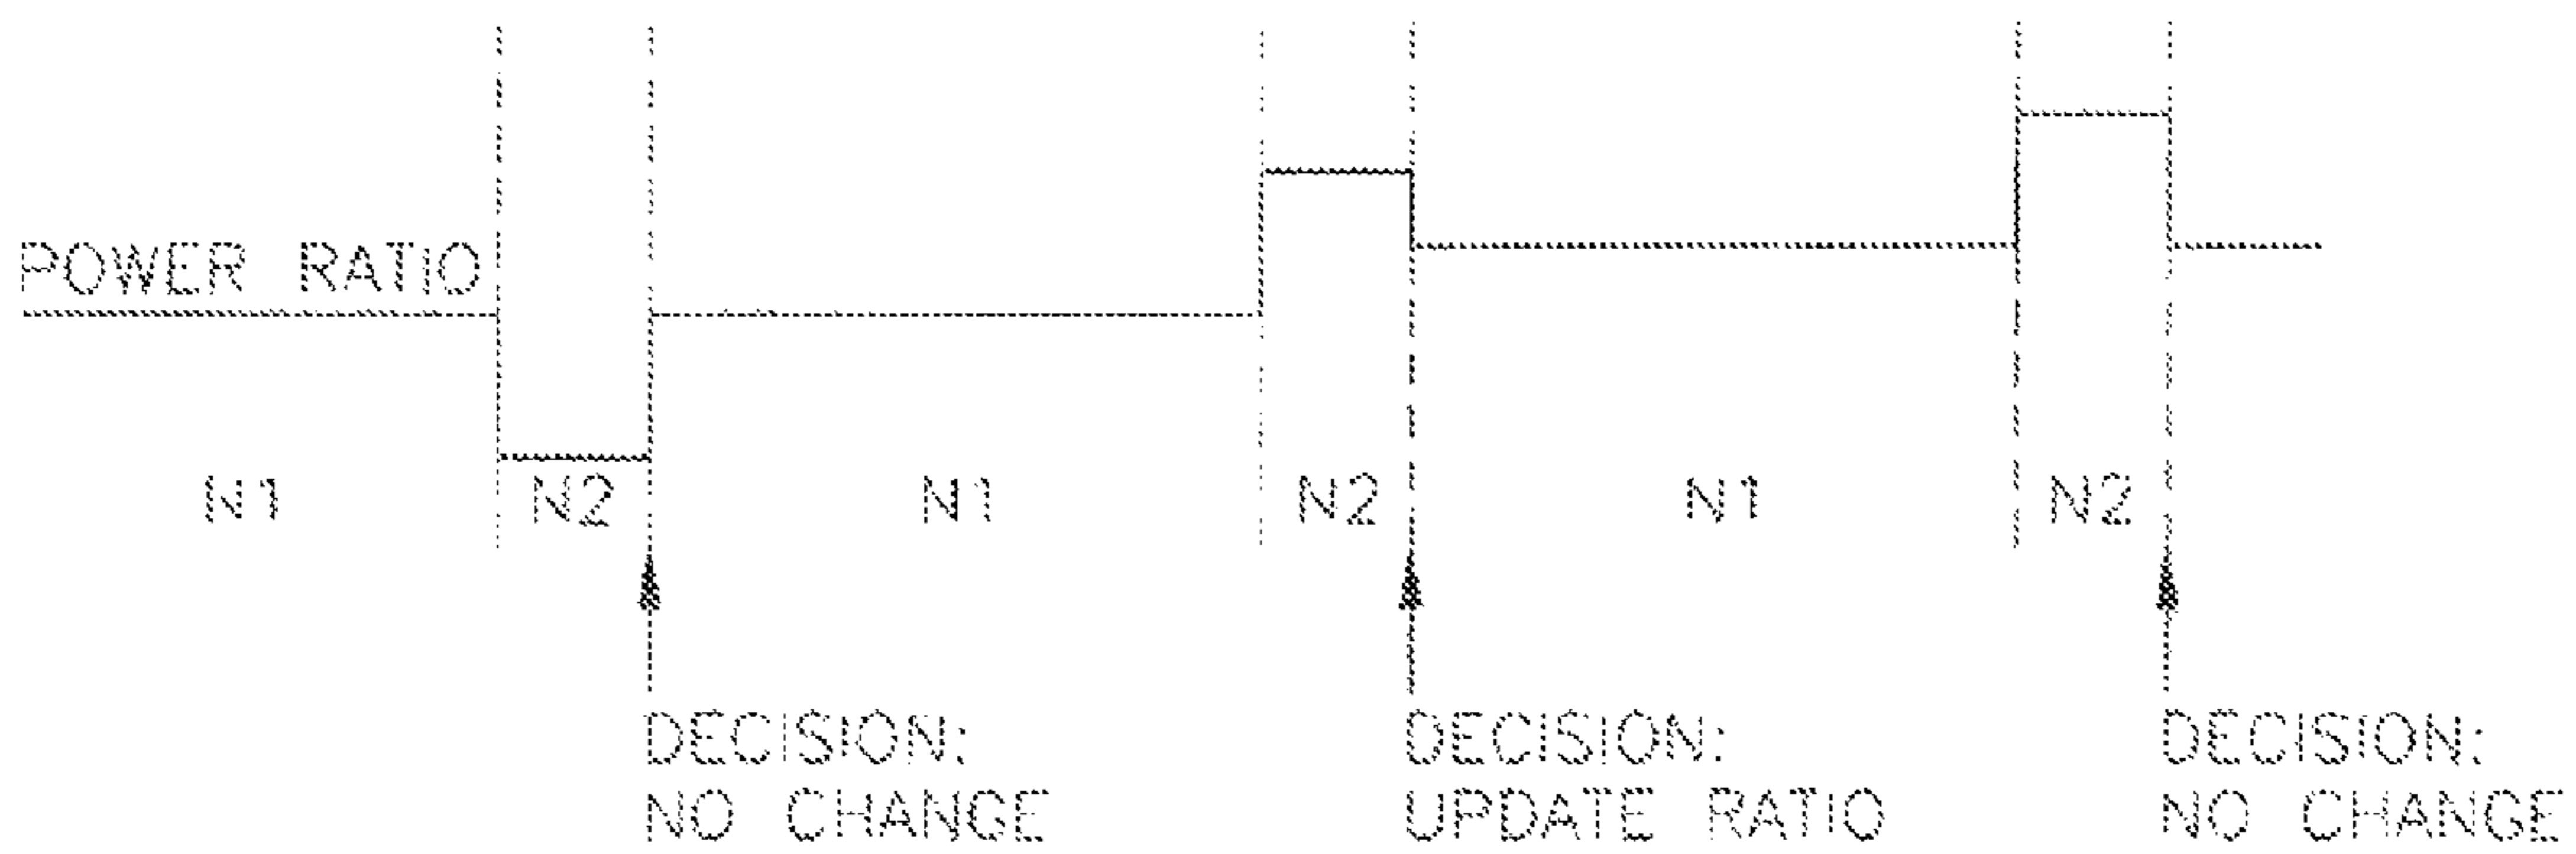 POWER RATIO
N1
N2
N1
N2
N1
N2
DECISION:
NO CHANGE
DECISION:
UPDATE RATIO
DECISION:
NO CHANGE